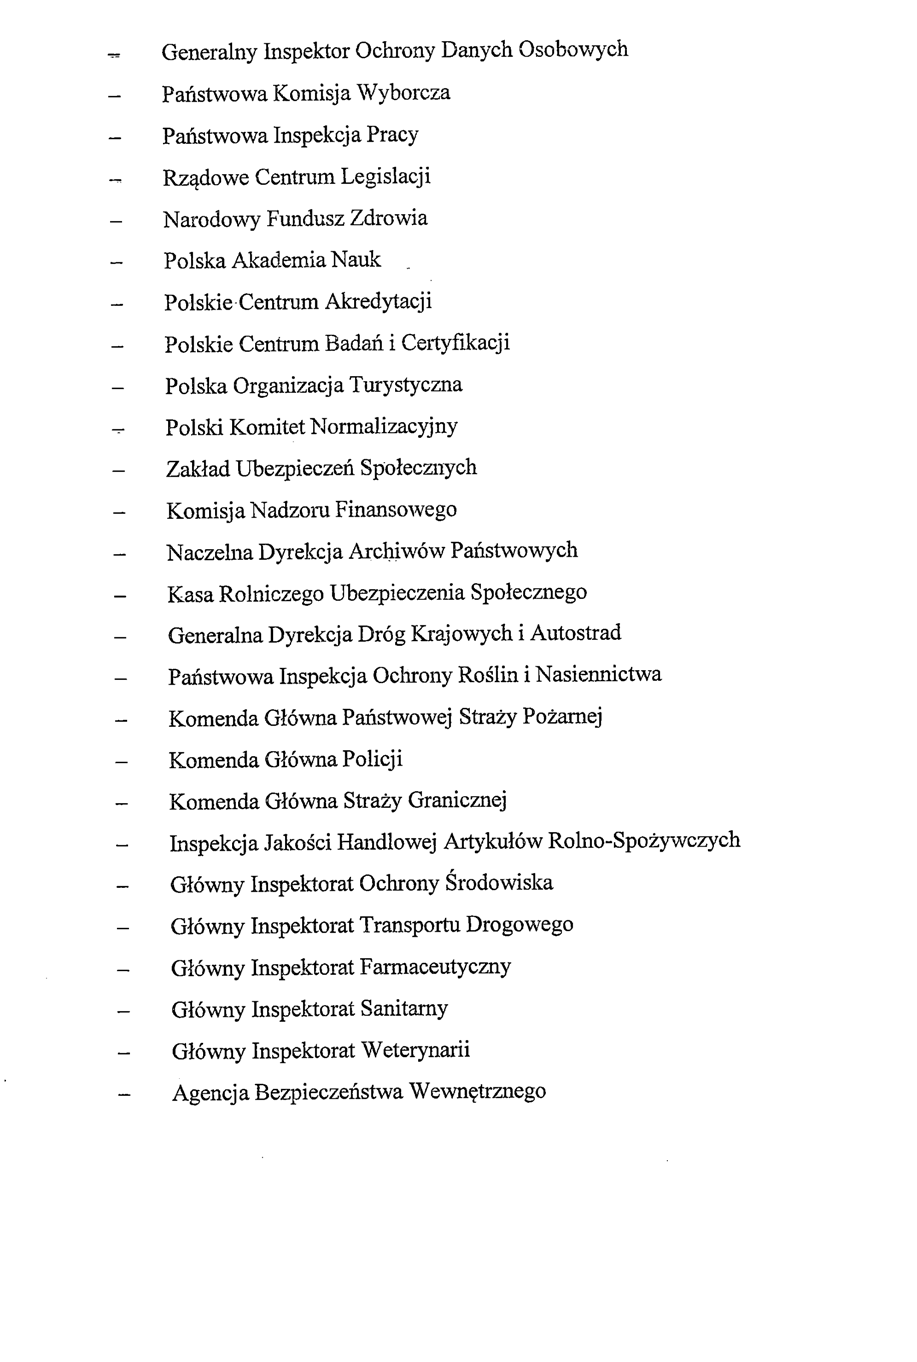 – Generalny Inspektor Ochrony Danych Osobowych
– Państwowa Komisja Wyborcza
– Państwowa Inspekcja Pracy
– Rządowe Centrum Legislacji
– Narodowy Fundusz Zdrowia
– Polska Akademia Nauk
– Polskie Centrum Akredytacji
– Polskie Centrum Badań i Certyfikacji
– Polska Organizacja Turystyczna
– Polski Komitet Normalizacyjny
– Zakład Ubezpieczeń Społecznych
– Komisja Nadzoru Finansowego
– Naczelna Dyrekcja Archiwów Państwowych
– Kasa Rolniczego Ubezpieczenia Społecznego
– Generalna Dyrekcja Dróg Krajowych i Autostrad
– Państwowa Inspekcja Ochrony Roślin i Nasiennictwa
– Komenda Główna Państwowej Straży Pożarnej
– Komenda Główna Policji
– Komenda Główna Straży Granicznej
– Inspekcja Jakości Handlowej Artykułów Rolno-Spożywczych
– Główny Inspektorat Ochrony Środowiska
– Główny Inspektorat Transportu Drogowego
– Główny Inspektorat Farmaceutyczny
– Główny Inspektorat Sanitarny
– Główny Inspektorat Weterynarii
– Agencja Bezpieczeństwa Wewnętrznego